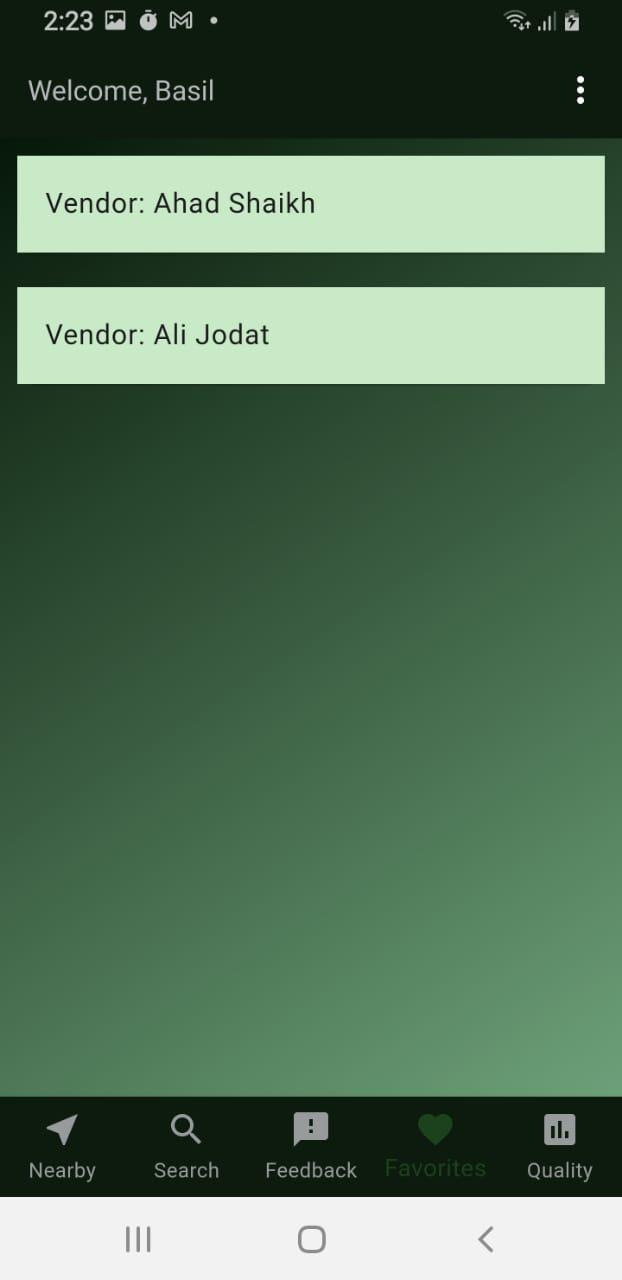 2:23
Welcome, Basil
Vendor: Ahad Shaikh
Vendor: Ali Jodat
Nearby Search Feedback Favorites Quality